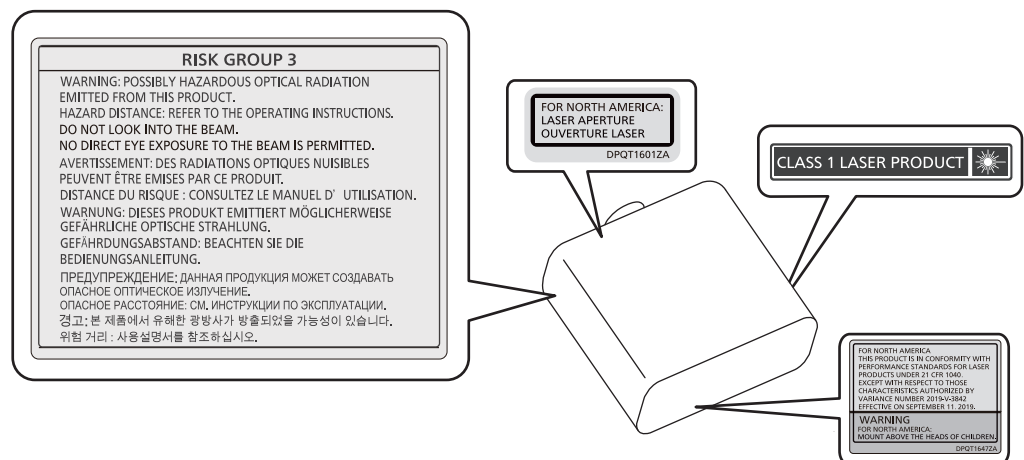 RISK GROUP 3
WARNING: POSSIBLY HAZARDOUS OPTICAL RADIATION
EMITTED FROM THIS PRODUCT.
HAZARD DISTANCE: REFER TO THE OPERATING INSTRUCTIONS.
DO NOT LOOK INTO THE BEAM.
NO DIRECT EYE EXPOSURE TO THE BEAM IS PERMITTED.
AVERTISSEMENT: DES RADIATIONS OPTIQUES NUISIBLES
PEUVENT ÊTRE EMISES PAR CE PRODUIT.
DISTANCE DU RISQUE : CONSULTEZ LE MANUEL D' UTILISATION.
WARNUNG: DIESES PRODUKT EMITTIERT MÖGLICHERWEISE
GEFÄHRLICHE OPTISCHE STRAHLUNG.
GEFÄHRDUNGSABSTAND: BEACHTEN SIE DIE
BEDIENUNGSANLEITUNG.
ПРЕДУПРЕЖДЕНИЕ: ДАННАЯ ПРОДУКЦИЯ МОЖЕТ СОЗДАВАТЬ
ОПАСНОЕ ОПТИЧЕСКОЕ ИЗЛУЧЕНИЕ.
ОПАСНОЕ РАССТОЯНИЕ: СМ. ИНСТРУКЦИИ ПО ЭКСПЛУАТАЦИИ.
경고: 본 제품에서 유해한 광방사가 방출되었을 가능성이 있습니다.
위험 거리 : 사용설명서를 참조하십시오.
FOR NORTH AMERICA:
LASER APERTURE
OUVERTURE LASER
DPQT1601ZA
CLASS 1 LASER PRODUCT
FOR NORTH AMERICA
THIS PRODUCT IS IN CONFORMITY WITH
PERFORMANCE STANDARDS FOR LASER
PRODUCTS UNDER 21 CFR 1040.
EXCEPT WITH RESPECT TO THOSE
CHARACTERISTICS AUTHORIZED BY
VARIANCE NUMBER 2019-V-3842
EFFECTIVE ON SEPTEMBER 11. 2019.
WARNING
FOR NORTH AMERICA:
MOUNT ABOVE THE HEADS OF CHILDREN.
DPQT1647ZA